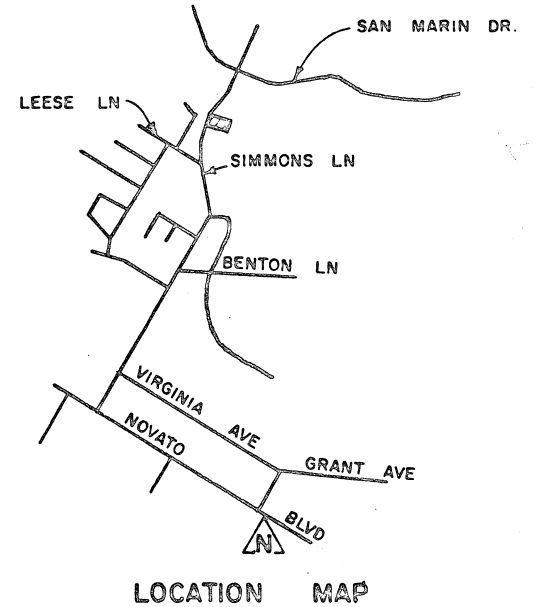 SAN MARIN DR.
LEESE LN
SIMMONS LN
BENTON LN
VIRGINIA AVE
NOVATO BLVD
GRANT AVE
N
LOCATION MAP